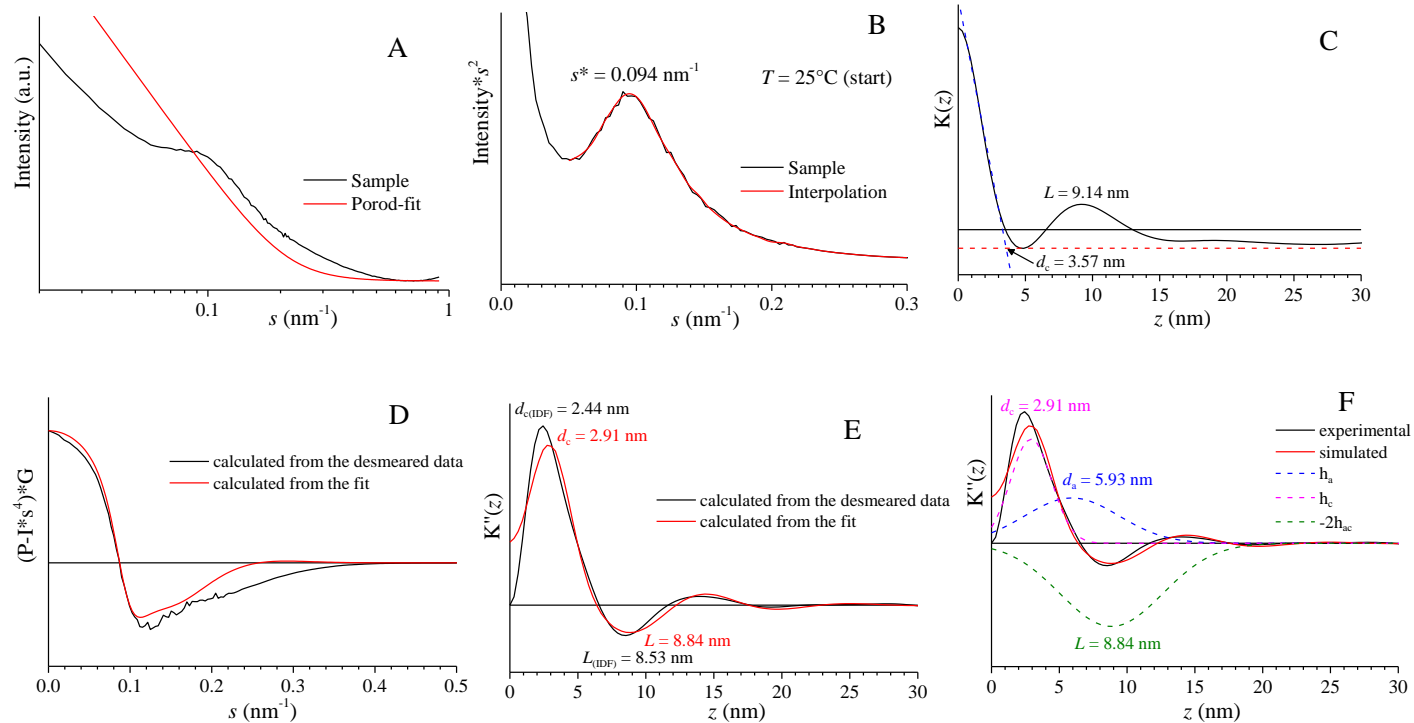 A
Intensity (a.u.)
Sample
Porod-fit
0.1
1
s (nm⁻¹)
B
s* = 0.094 nm⁻¹
T = 25°C (start)
Intensity*s²
Sample
Interpolation
0.0
0.1
0.2
0.3
s (nm⁻¹)
C
K(z)
L = 9.14 nm
d_c = 3.57 nm
0
5
10
15
20
25
30
z (nm)
D
(P-I*s⁴)*G
calculated from the desmeared data
calculated from the fit
0.0
0.1
0.2
0.3
0.4
0.5
s (nm⁻¹)
E
d_c(IDF) = 2.44 nm
d_c = 2.91 nm
K"(z)
calculated from the desmeared data
calculated from the fit
L = 8.84 nm
L_(IDF) = 8.53 nm
0
5
10
15
20
25
30
z (nm)
F
d_c = 2.91 nm
experimental
simulated
h_a
h_c
-2h_ac
d_a = 5.93 nm
K"(z)
L = 8.84 nm
0
5
10
15
20
25
30
z (nm)